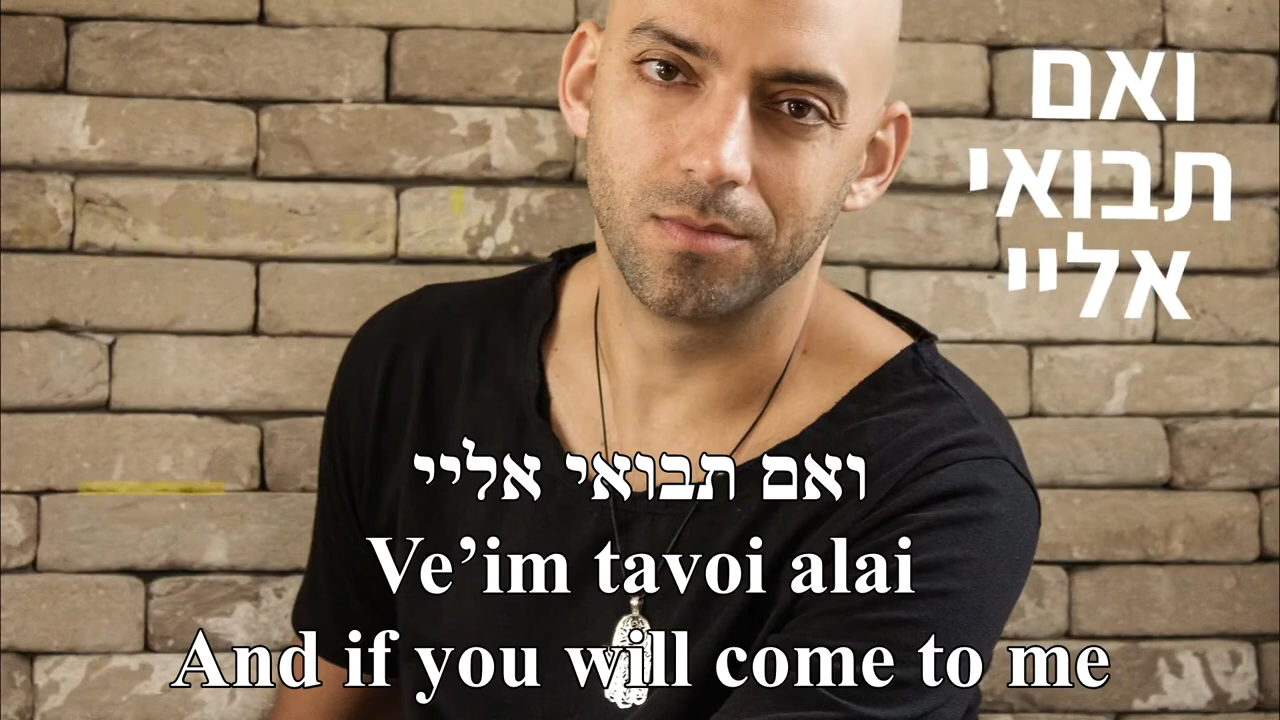 ואם
תבואי
אליי
ואם תבואי אליי
Ve’im tavoi alai
And if you will come to me